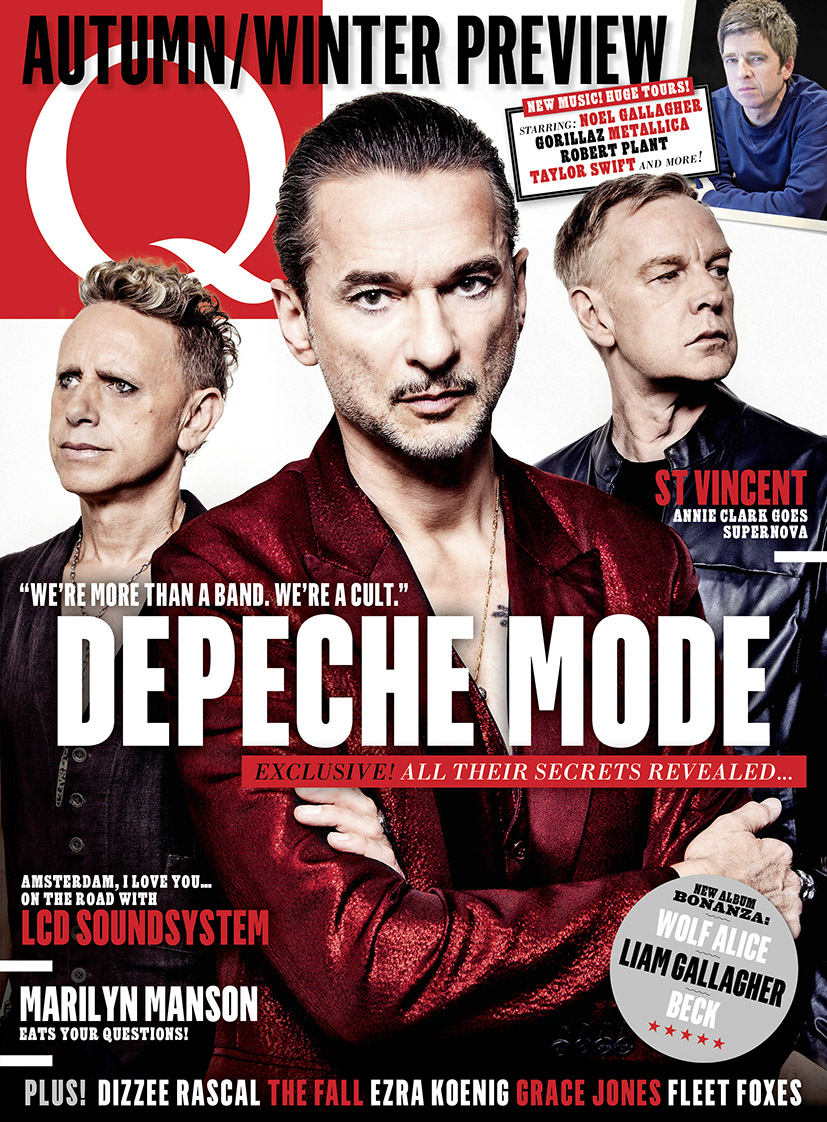 AUTUMN/WINTER PREVIEW
Q
NEW MUSIC! HUGE TOURS!
STARRING: NOEL GALLAGHER
GORILLAZ METALLICA
ROBERT PLANT
TAYLOR SWIFT AND MORE!
ST VINCENT
ANNIE CLARK GOES
SUPERNOVA
“WE’RE MORE THAN A BAND. WE’RE A CULT.”
DEPECHE MODE
EXCLUSIVE! ALL THEIR SECRETS REVEALED...
AMSTERDAM, I LOVE YOU...
ON THE ROAD WITH
LCD SOUNDSYSTEM
MARILYN MANSON
EATS YOUR QUESTIONS!
NEW ALBUM
BONANZA:
WOLF ALICE
LIAM GALLAGHER
BECK
PLUS! DIZZEE RASCAL THE FALL EZRA KOENIG GRACE JONES FLEET FOXES